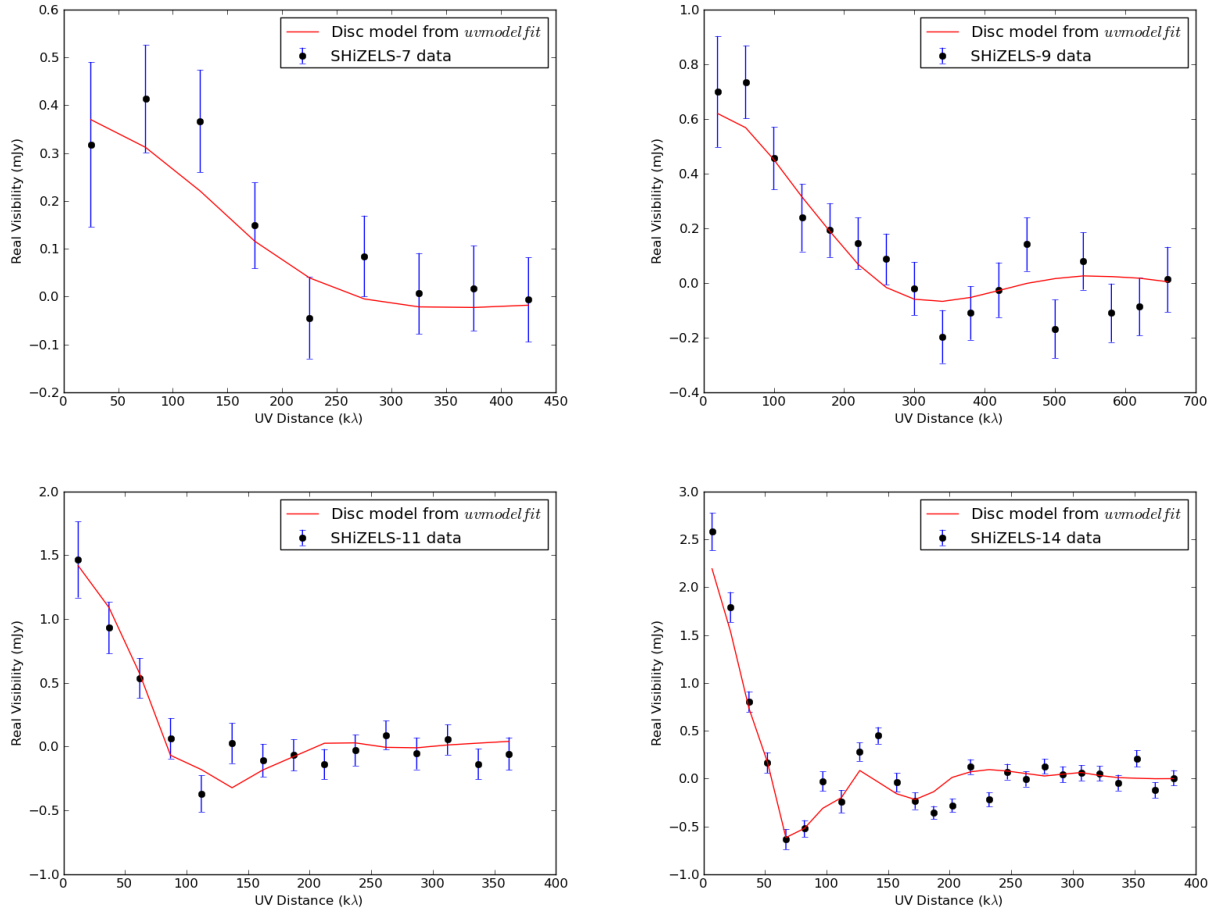 Disc model from uvmodelfit
SHiZELS-7 data
Real Visibility (mJy)
0.6
0.5
0.4
0.3
0.2
0.1
0.0
−0.1
−0.2
0 50 100 150 200 250 300 350 400 450
UV Distance (kλ)
Disc model from uvmodelfit
SHiZELS-9 data
Real Visibility (mJy)
1.0
0.8
0.6
0.4
0.2
0.0
−0.2
−0.4
0 100 200 300 400 500 600 700
UV Distance (kλ)
Disc model from uvmodelfit
SHiZELS-11 data
Real Visibility (mJy)
2.0
1.5
1.0
0.5
0.0
−0.5
−1.0
0 50 100 150 200 250 300 350 400
UV Distance (kλ)
Disc model from uvmodelfit
SHiZELS-14 data
Real Visibility (mJy)
3.0
2.5
2.0
1.5
1.0
0.5
0.0
−0.5
−1.0
0 50 100 150 200 250 300 350 400
UV Distance (kλ)